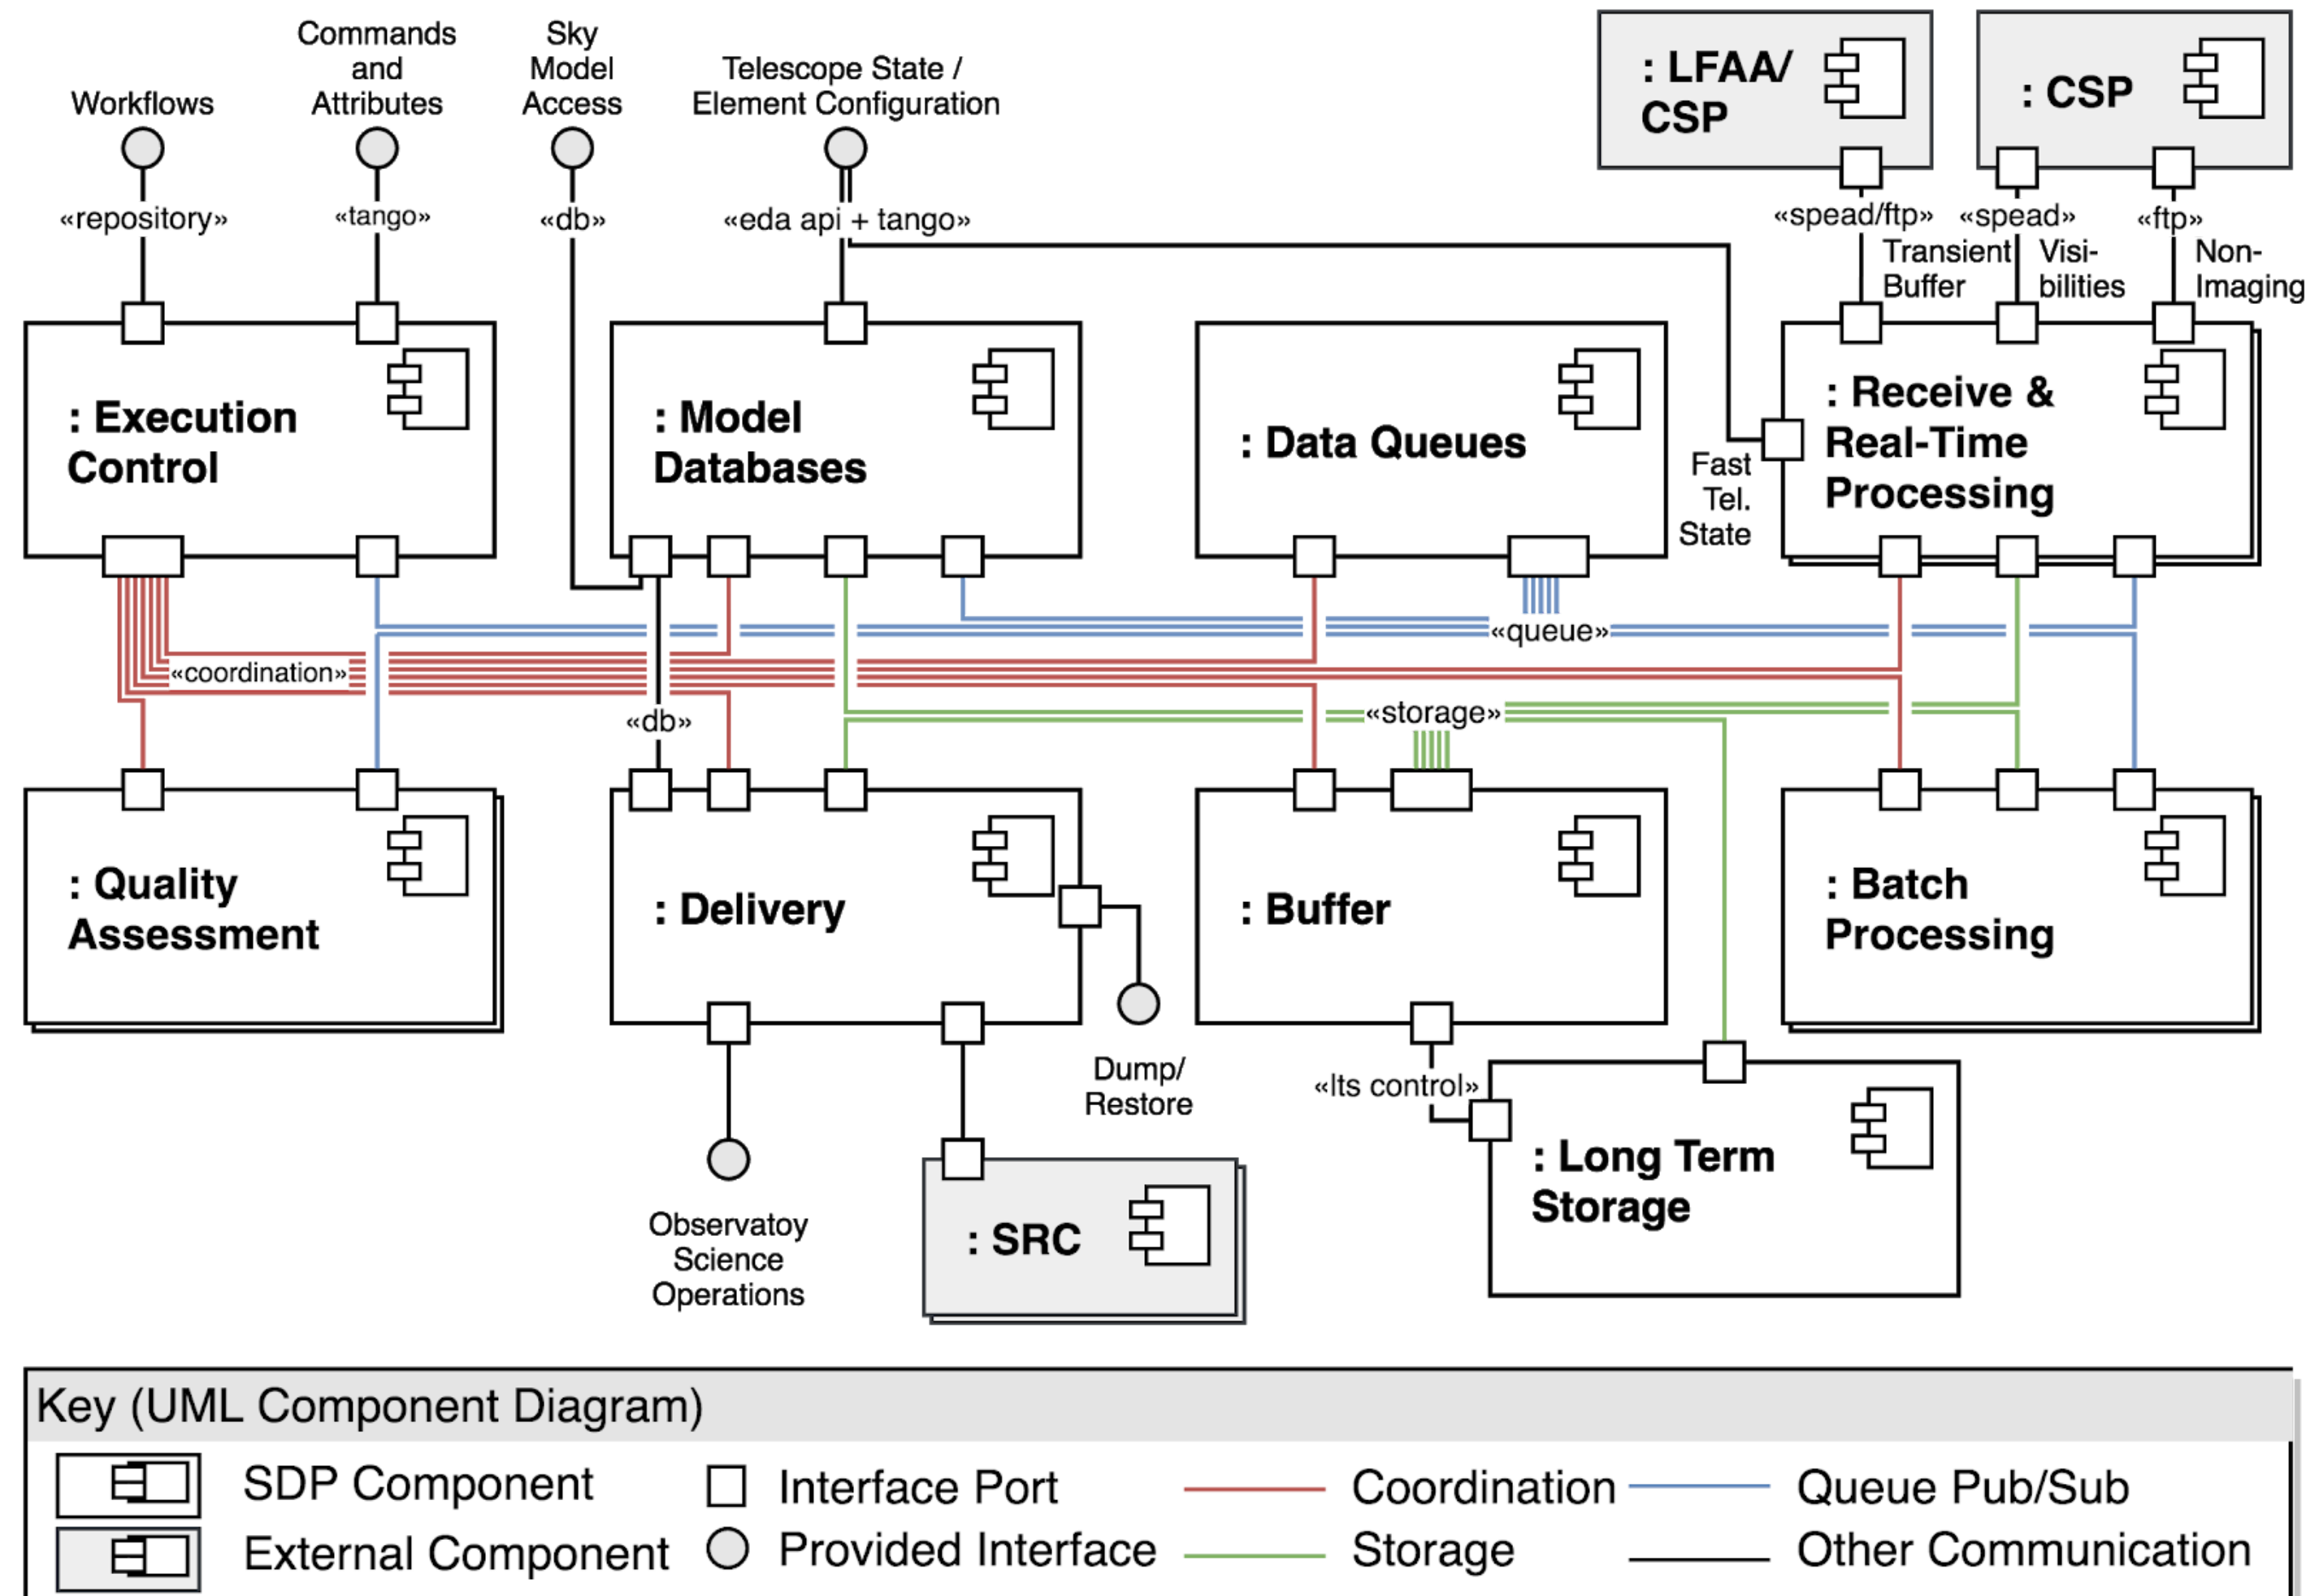 Commands
and
Attributes
Sky
Model
Access
Telescope State /
Element Configuration
Workflows
: LFAA/
CSP
: CSP
«repository»
«tango»
«db»
«eda api + tango»
«spead/ftp»
«spead»
«ftp»
Transient
Buffer
Visi-
bilities
Non-
Imaging
: Execution
Control
: Model
Databases
: Data Queues
Fast
Tel.
State
: Receive &
Real-Time
Processing
«queue»
«coordination»
«db»
«storage»
: Quality
Assessment
: Delivery
: Buffer
: Batch
Processing
Dump/
Restore
«lts control»
: Long Term
Storage
Observatoy
Science
Operations
: SRC
Key (UML Component Diagram)
SDP Component
Interface Port
Coordination
Queue Pub/Sub
External Component
Provided Interface
Storage
Other Communication